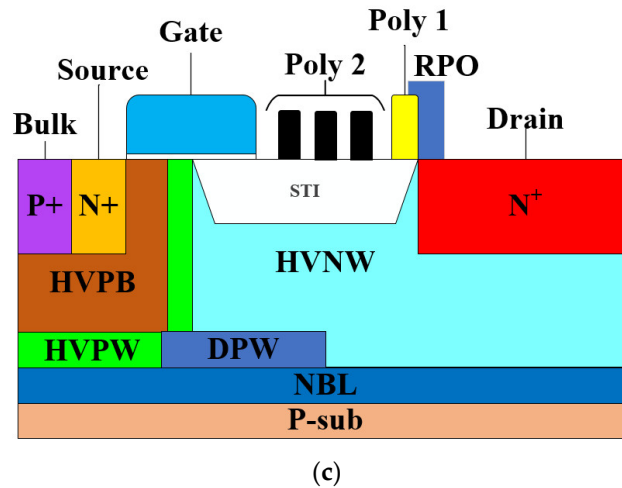 Gate
Poly 1
Source
Poly 2
RPO
Bulk
Drain
P+
N+
STI
N+
HVPB
HVNW
HVPW
DPW
NBL
P-sub
(c)